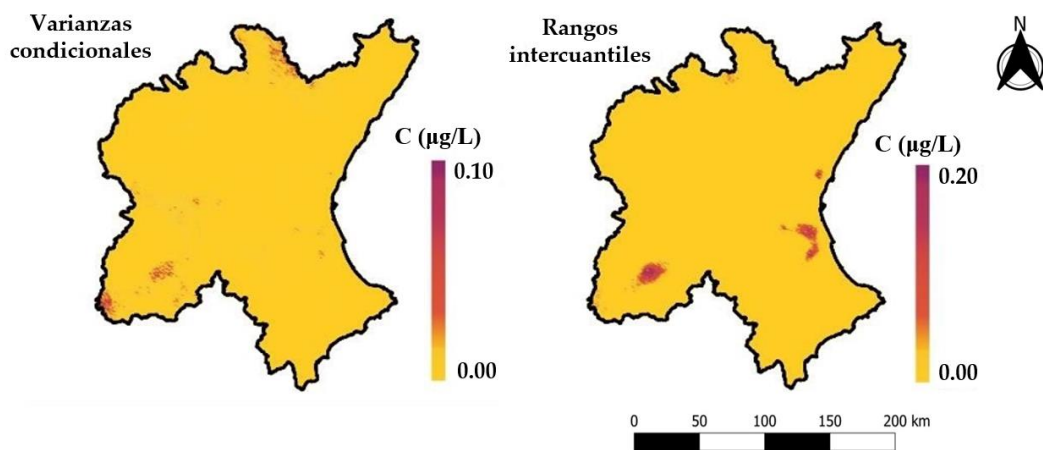 Varianzas
condicionales
C (µg/L)
0.10
0.00
Rangos
intercuantiles
C (µg/L)
0.20
0.00
N
0 50 100 150 200 km